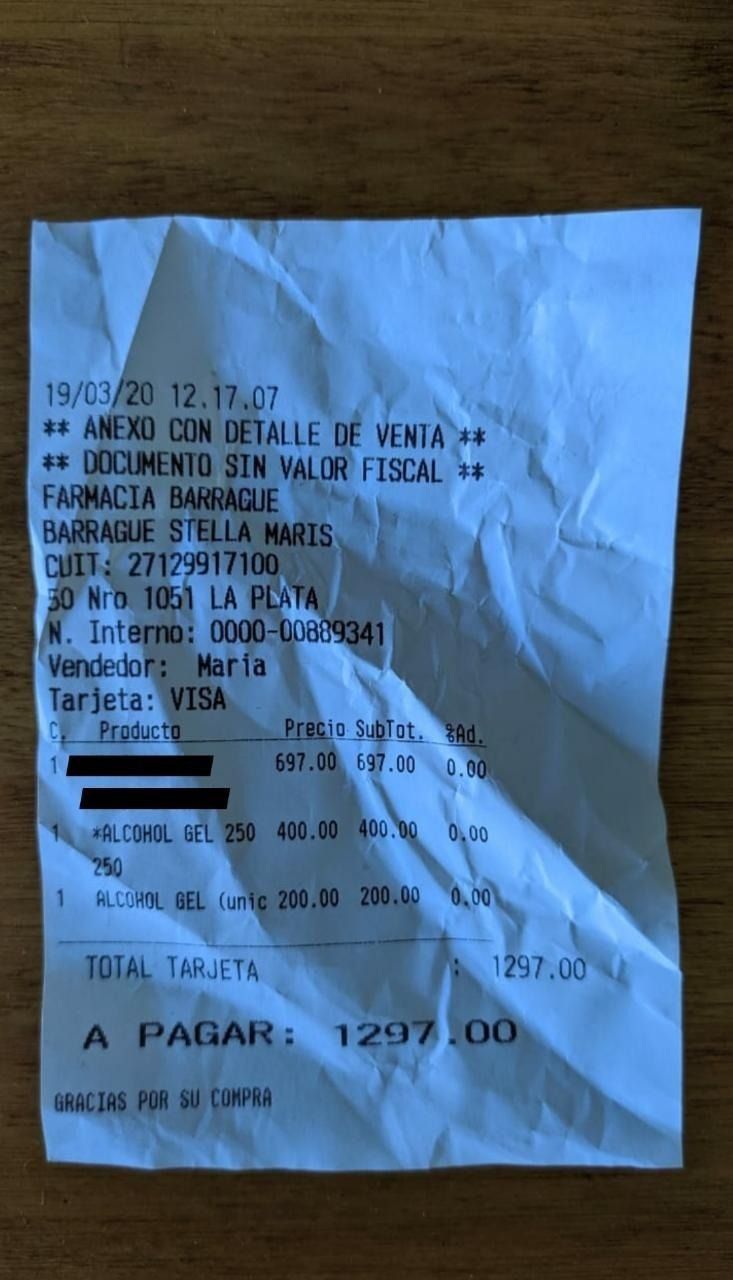 19/03/20 12.17.07
** ANEXO CON DETALLE DE VENTA **
** DOCUMENTO SIN VALOR FISCAL **
FARMACIA BARRAGUE
BARRAGUE STELLA MARIS
CUIT: 27129917100
50 Nro 1051 LA PLATA
N. Interno: 0000-00889341
Vendedor: Maria
Tarjeta: VISA
C. Producto Precio SubTot. %Ad.
1 697.00 697.00 0.00
1 *ALCOHOL GEL 250 400.00 400.00 0.00
250
1 ALCOHOL GEL (unic 200.00 200.00 0.00
TOTAL TARJETA : 1297.00
A PAGAR: 1297.00
GRACIAS POR SU COMPRA